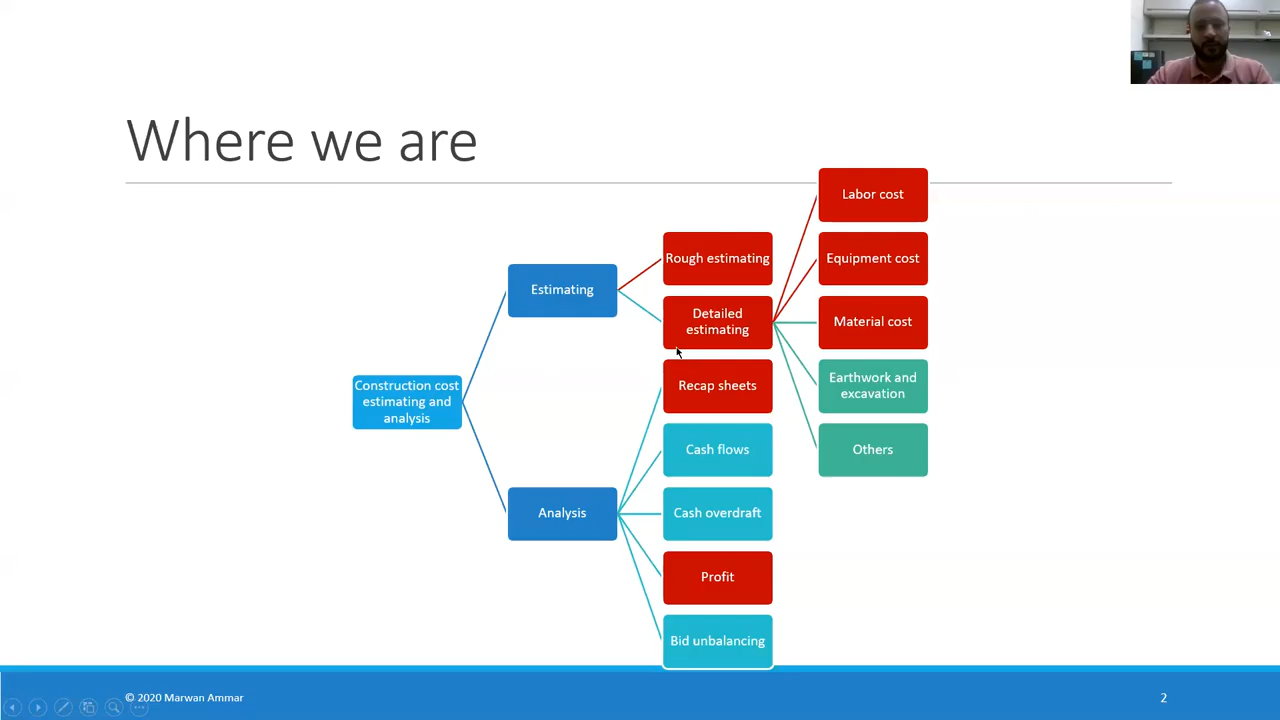 Where we are
Labor cost
Rough estimating
Equipment cost
Estimating
Detailed
estimating
Material cost
Construction cost
estimating and
analysis
Recap sheets
Earthwork and
excavation
Cash flows
Others
Analysis
Cash overdraft
Profit
Bid unbalancing
© 2020 Marwan Ammar
2